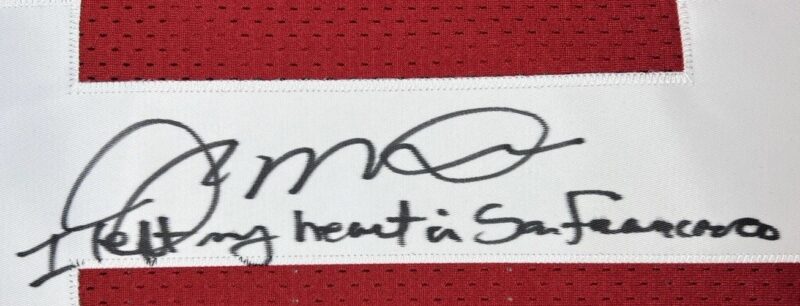 I left my heart in San Francisco